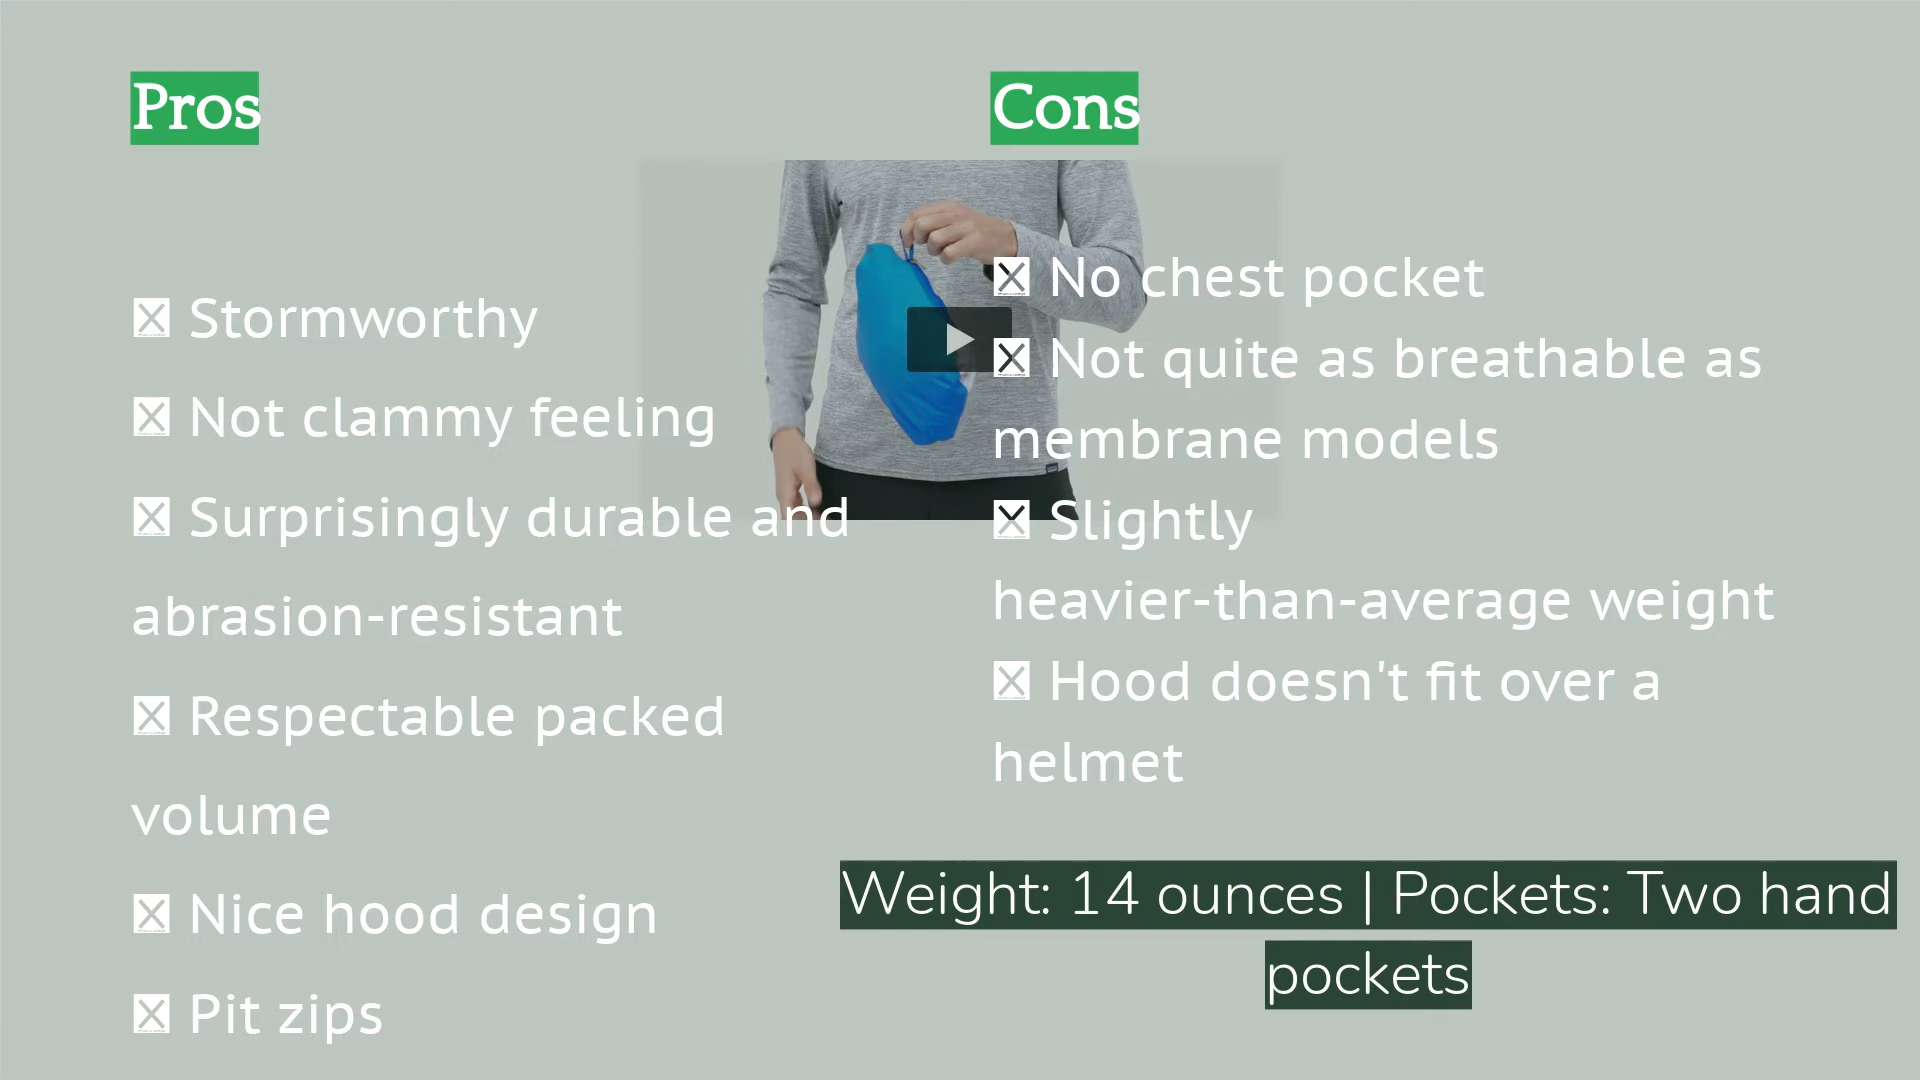 Pros
Stormworthy
Not clammy feeling
Surprisingly durable and
abrasion-resistant
Respectable packed
volume
Nice hood design
Pit zips
Cons
No chest pocket
Not quite as breathable as
membrane models
Slightly
heavier-than-average weight
Hood doesn't fit over a
helmet
Weight: 14 ounces | Pockets: Two hand
pockets